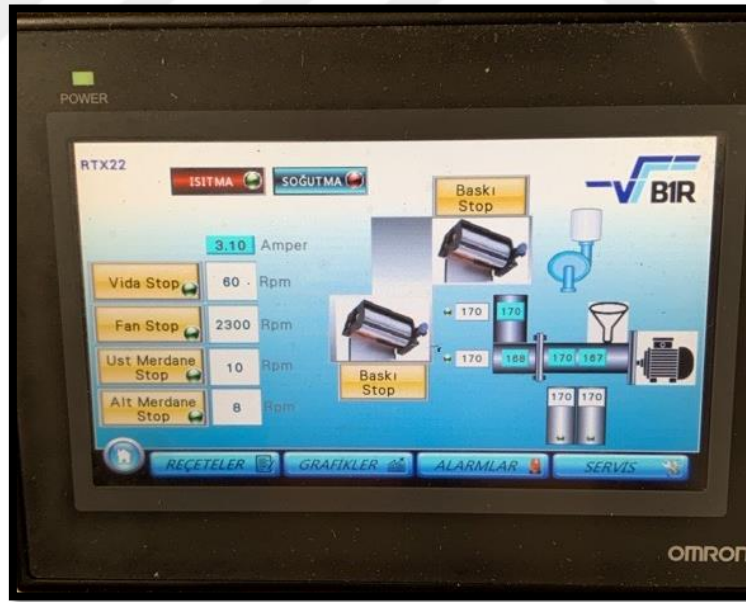 POWER
RTX22
ISITMA
SOĞUTMA
Baskı
Stop
B1R
3.10 Amper
Vida Stop 60 Rpm
Fan Stop 2300 Rpm
Ust Merdane
Stop 10 Rpm
Alt Merdane
Stop 8 Rpm
Baskı
Stop
170 170
170 168 170 167
170 170
REÇETELER
GRAFİKLER
ALARMLAR
SERVİS
OMRON